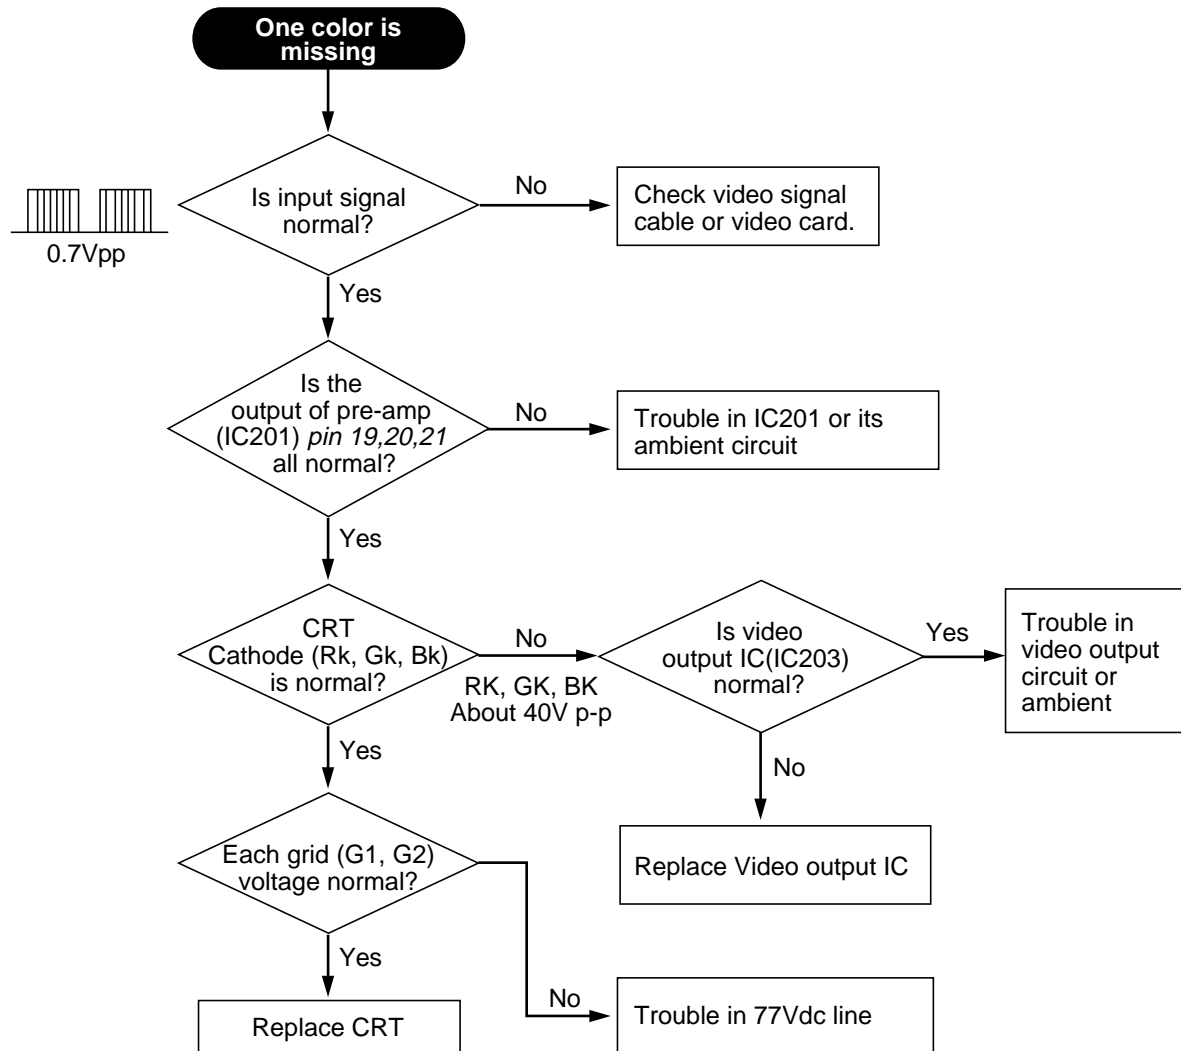 One color is
missing
Is input signal
normal?
0.7Vpp
No
Check video signal
cable or video card.
Yes
Is the
output of pre-amp
(IC201) pin 19,20,21
all normal?
No
Trouble in IC201 or its
ambient circuit
Yes
CRT
Cathode (Rk, Gk, Bk)
is normal?
No
RK, GK, BK
About 40V p-p
Is video
output IC(IC203)
normal?
Yes
Trouble in
video output
circuit or
ambient
No
Replace Video output IC
Yes
Each grid (G1, G2)
voltage normal?
Yes
Replace CRT
No
Trouble in 77Vdc line